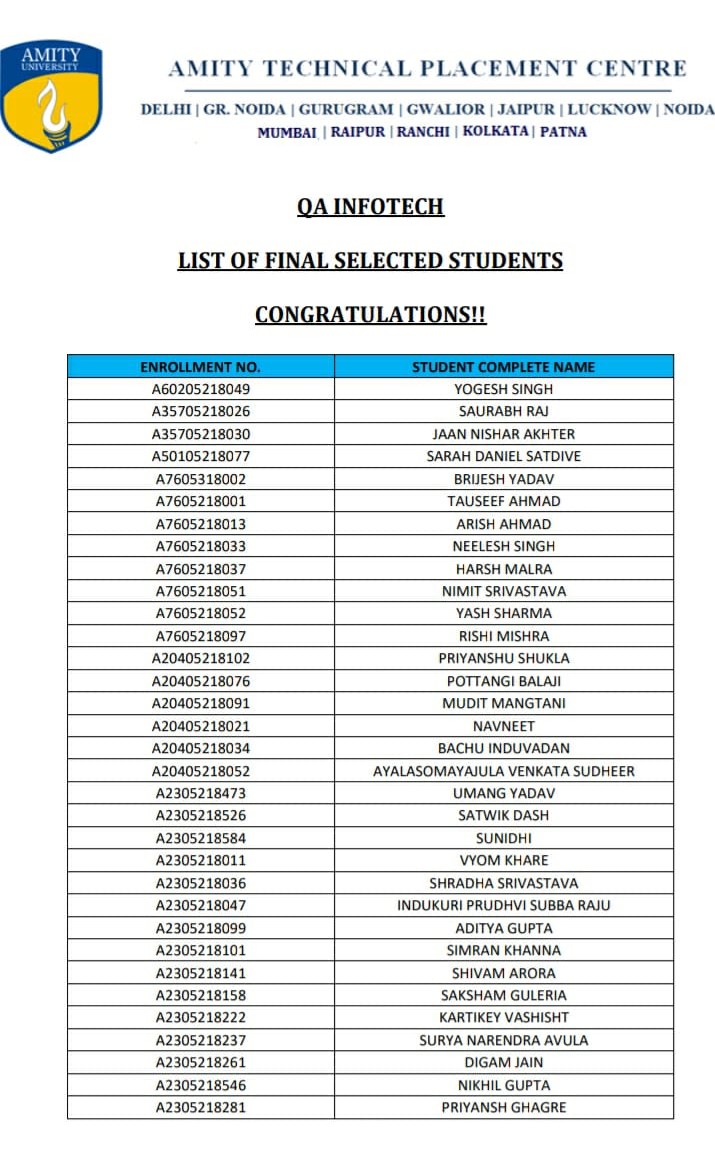 AMITY
UNIVERSITY
AMITY TECHNICAL PLACEMENT CENTRE
DELHI | GR. NOIDA | GURUGRAM | GWALIOR | JAIPUR | LUCKNOW | NOIDA
MUMBAI | RAIPUR | RANCHI | KOLKATA | PATNA
QA INFOTECH
LIST OF FINAL SELECTED STUDENTS
CONGRATULATIONS!!
ENROLLMENT NO. STUDENT COMPLETE NAME
A60205218049 YOGESH SINGH
A35705218026 SAURABH RAJ
A35705218030 JAAN NISHAR AKHTER
A50105218077 SARAH DANIEL SATDIVE
A7605318002 BRIJESH YADAV
A7605218001 TAUSEEF AHMAD
A7605218013 ARISH AHMAD
A7605218033 NEELESH SINGH
A7605218037 HARSH MALRA
A7605218051 NIMIT SRIVASTAVA
A7605218052 YASH SHARMA
A7605218097 RISHI MISHRA
A20405218102 PRIYANSHU SHUKLA
A20405218076 POTTANGI BALAJI
A20405218091 MUDIT MANGTANI
A20405218021 NAVNEET
A20405218034 BACHU INDUVADAN
A20405218052 AYALASOMAYAJULA VENKATA SUDHEER
A2305218473 UMANG YADAV
A2305218526 SATWIK DASH
A2305218584 SUNIDHI
A2305218011 VYOM KHARE
A2305218036 SHRADHA SRIVASTAVA
A2305218047 INDUKURI PRUDHVI SUBBA RAJU
A2305218099 ADITYA GUPTA
A2305218101 SIMRAN KHANNA
A2305218141 SHIVAM ARORA
A2305218158 SAKSHAM GULERIA
A2305218222 KARTIKEY VASHISHT
A2305218237 SURYA NARENDRA AVULA
A2305218261 DIGAM JAIN
A2305218546 NIKHIL GUPTA
A2305218281 PRIYANSH GHAGRE